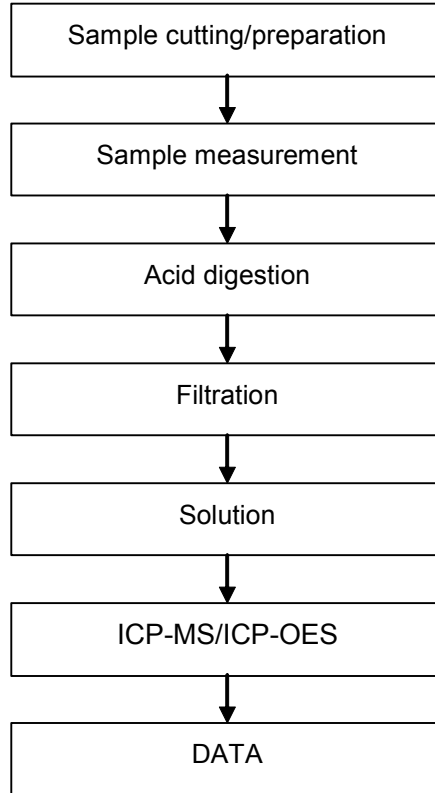 Sample cutting/preparation
Sample measurement
Acid digestion
Filtration
Solution
ICP-MS/ICP-OES
DATA